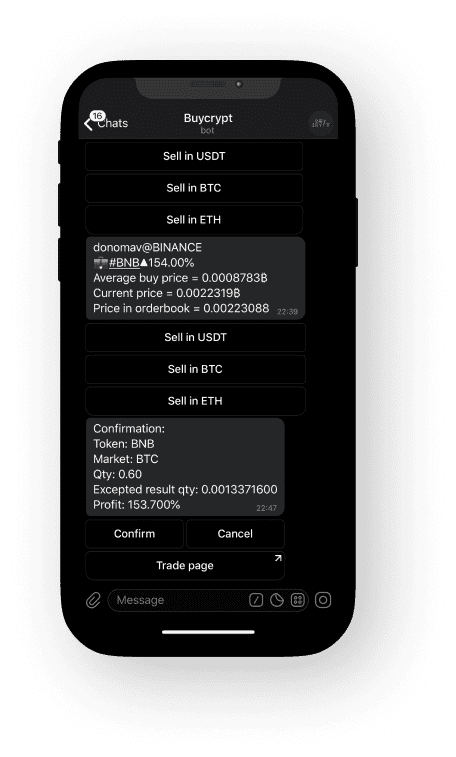 16
Chats
Buycrypt
bot
Sell in USDT
Sell in BTC
Sell in ETH
donomav@BINANCE
#BNB▲154.00%
Average buy price = 0.0008783฿
Current price = 0.0022319฿
Price in orderbook = 0.00223088 22:39
Sell in USDT
Sell in BTC
Sell in ETH
Confirmation:
Token: BNB
Market: BTC
Qty: 0.60
Excepted result qty: 0.0013371600
Profit: 153.700% 22:47
Confirm Cancel
Trade page
Message